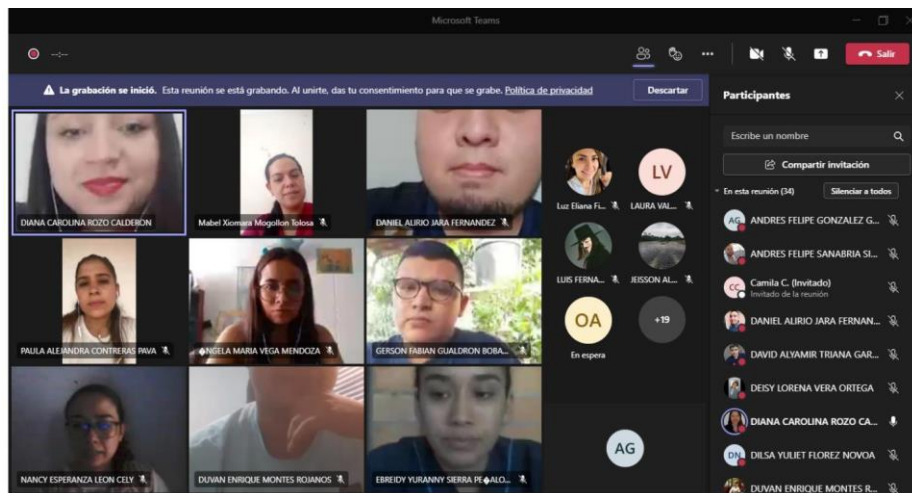 Microsoft Teams
--:--
Salir
La grabación se inició. Esta reunión se está grabando. Al unirte, das tu consentimiento para que se grabe. Política de privacidad
Descartar
DIANA CAROLINA ROZO CALDERON
Mabel Xiomara Mogollon Tolosa
DANIEL ALIRIO JARA FERNANDEZ
PAULA ALEJANDRA CONTRERAS PAVA
�NGELA MARIA VEGA MENDOZA
GERSON FABIAN GUALDRON BOBA...
NANCY ESPERANZA LEON CELY
DUVAN ENRIQUE MONTES ROJANOS
EBREIDY YURANNY SIERRA PE�ALO...
Luz Eliana Fi...
LV
LAURA VAL...
LUIS FERNA...
JEISSON AL...
OA
En espera
+19
AG
Participantes
Escribe un nombre
Compartir invitación
En esta reunión (34)
Silenciar a todos
AG
ANDRES FELIPE GONZALEZ G...
ANDRES FELIPE SANABRIA SI...
CC
Camila C. (Invitado)
Invitado de la reunión
DANIEL ALIRIO JARA FERNAN...
DAVID ALYAMIR TRIANA GAR...
DEISY LORENA VERA ORTEGA
DIANA CAROLINA ROZO CA...
DN
DILSA YULIET FLOREZ NOVOA
DUVAN ENRIQUE MONTES R...